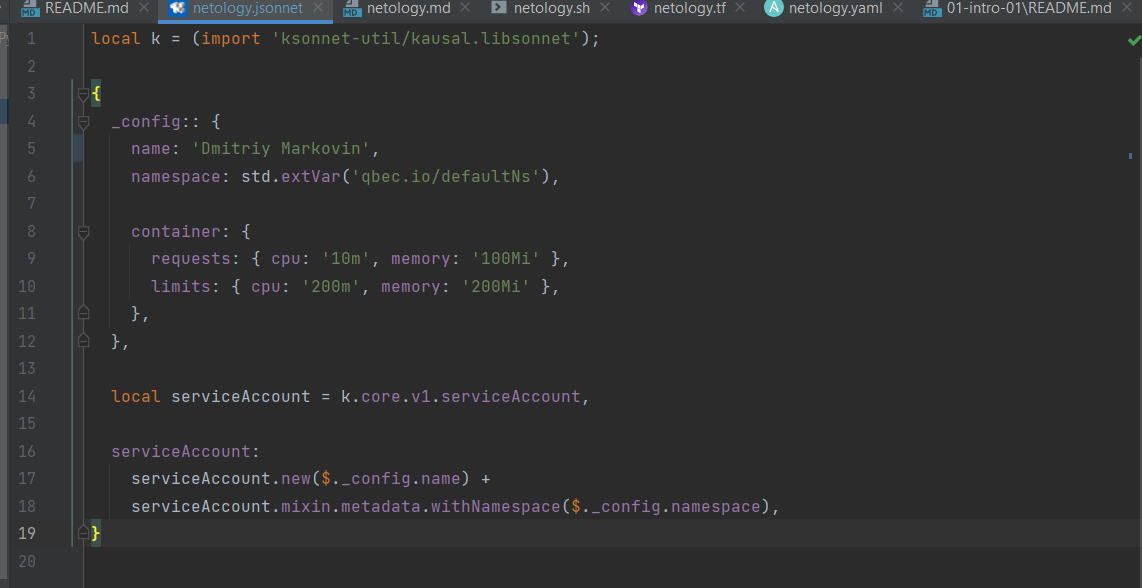 README.md netology.jsonnet netology.md netology.sh netology.tf netology.yaml 01-intro-01\README.md
1 local k = (import 'ksonnet-util/kausal.libsonnet');
2
3 {
4   _config:: {
5     name: 'Dmitriy Markovin',
6     namespace: std.extVar('qbec.io/defaultNs'),
7
8     container: {
9       requests: { cpu: '10m', memory: '100Mi' },
10       limits: { cpu: '200m', memory: '200Mi' },
11     },
12   },
13
14   local serviceAccount = k.core.v1.serviceAccount,
15
16   serviceAccount:
17     serviceAccount.new($._config.name) +
18     serviceAccount.mixin.metadata.withNamespace($._config.namespace),
19 }
20